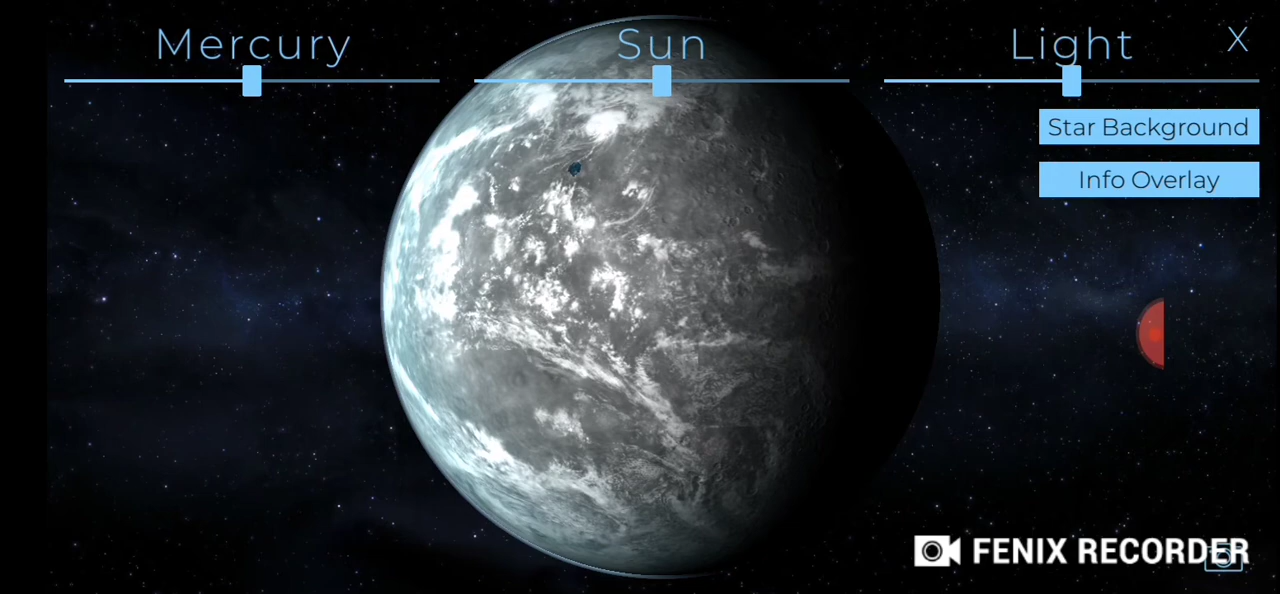 Mercury
Sun
Light
X
Star Background
Info Overlay
FENIX RECORDER